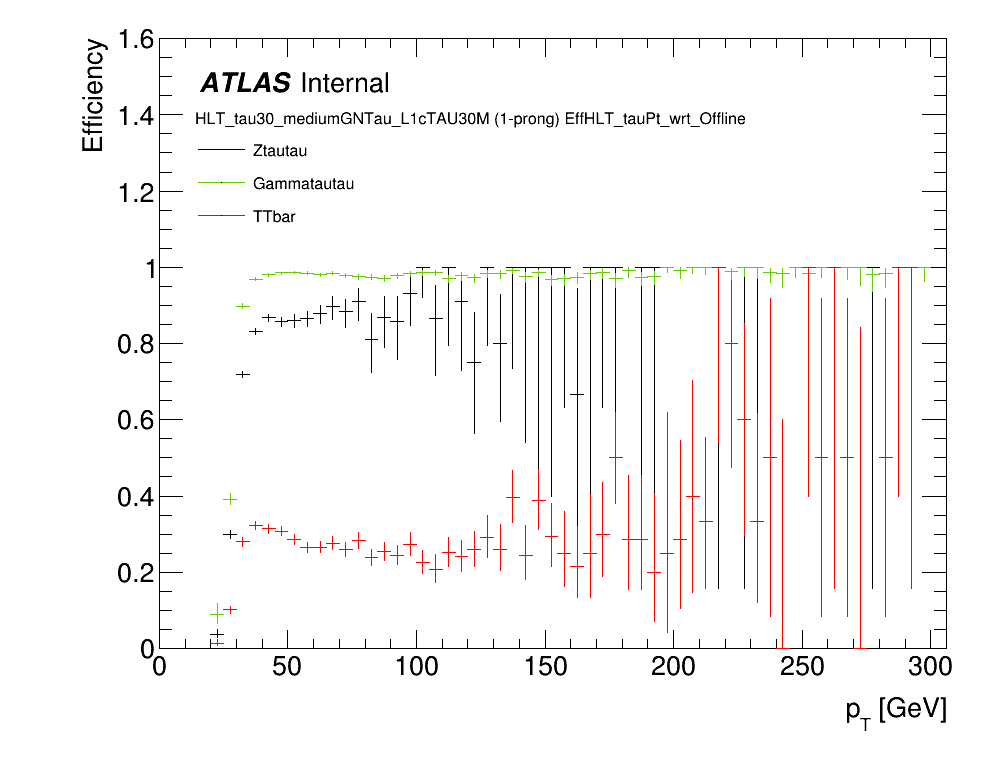 Efficiency
1.6
1.4
1.2
1
0.8
0.6
0.4
0.2
0
ATLAS Internal
HLT_tau30_mediumGNTau_L1cTAU30M (1-prong) EffHLT_tauPt_wrt_Offline
Ztautau
Gammatautau
TTbar
0 50 100 150 200 250 300
p_T [GeV]